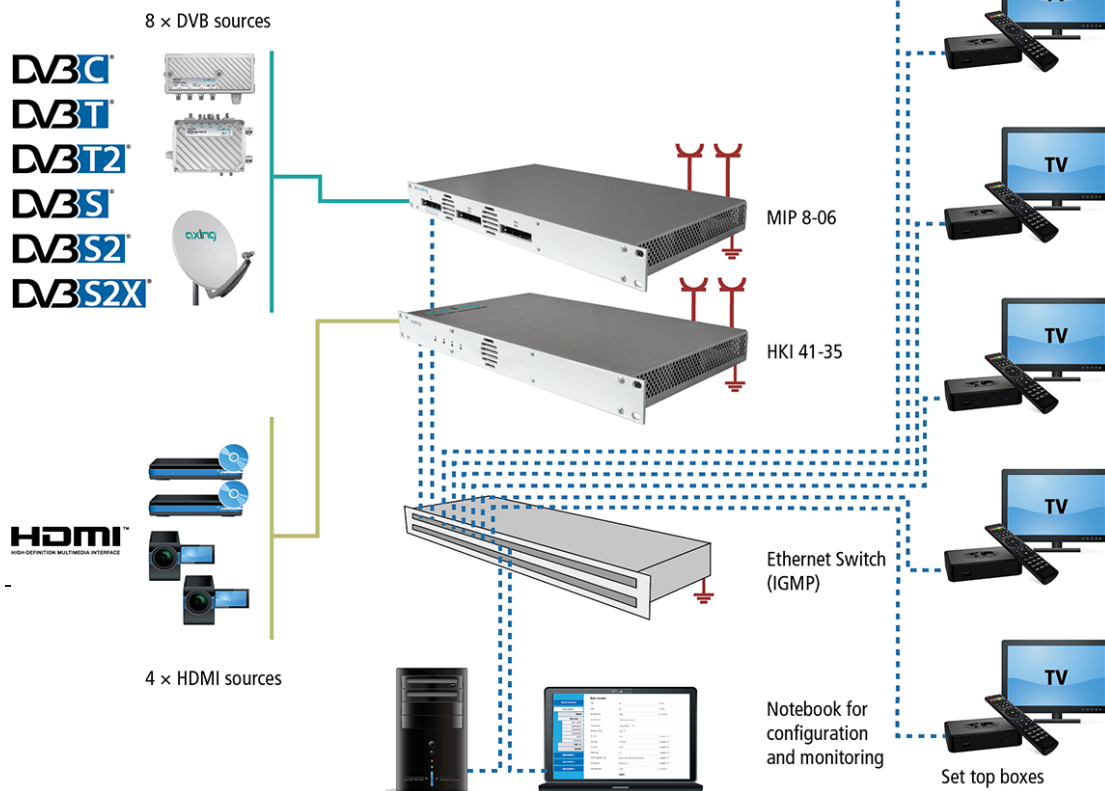 8 × DVB sources
DVB C
DVB T
DVB T2
DVB S
DVB S2
DVB S2X
axing
MIP 8-06
HKI 41-35
TV
TV
TV
TV
HDMI™
HIGH-DEFINITION MULTIMEDIA INTERFACE
-
4 × HDMI sources
Ethernet Switch
(IGMP)
Notebook for
configuration
and monitoring
Set top boxes